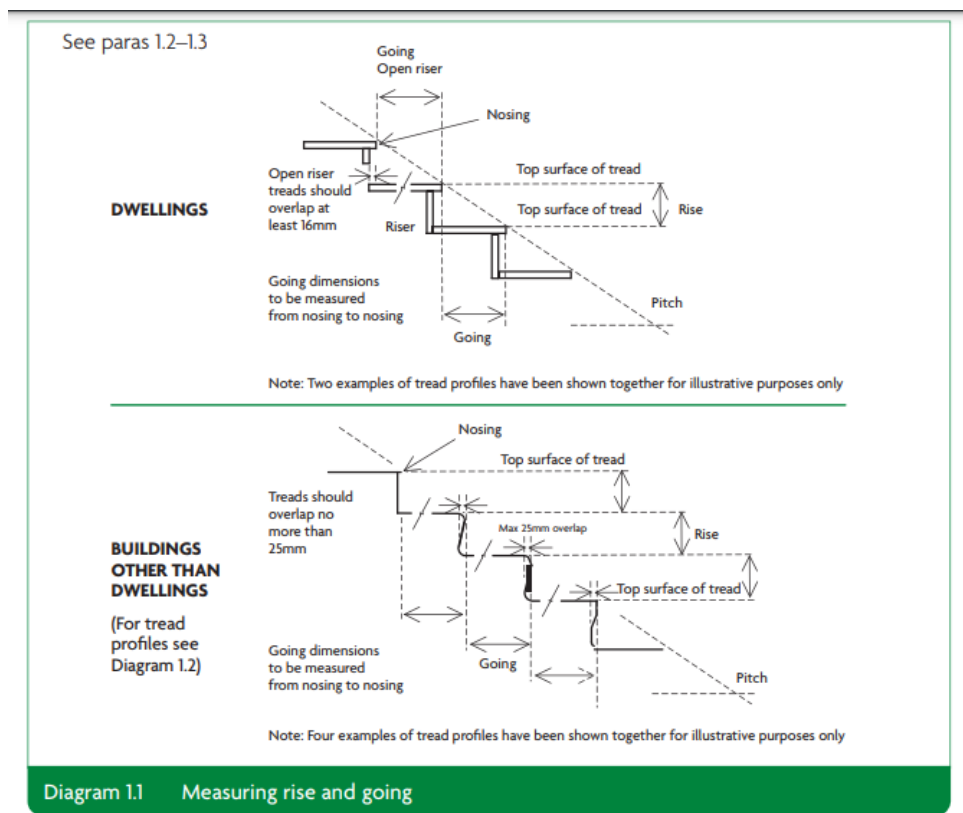 See paras 1.2–1.3
Going
Open riser
Nosing
Open riser
treads should
overlap at
least 16mm
Top surface of tread
DWELLINGS
Riser
Top surface of tread
Rise
Going dimensions
to be measured
from nosing to nosing
Pitch
Going
Note: Two examples of tread profiles have been shown together for illustrative purposes only
Nosing
Top surface of tread
Treads should
overlap no
more than
25mm
Max 25mm overlap
Rise
BUILDINGS
OTHER THAN
DWELLINGS
(For tread
profiles see
Diagram 1.2)
Top surface of tread
Going dimensions
to be measured
from nosing to nosing
Going
Pitch
Note: Four examples of tread profiles have been shown together for illustrative purposes only
Diagram 1.1 Measuring rise and going